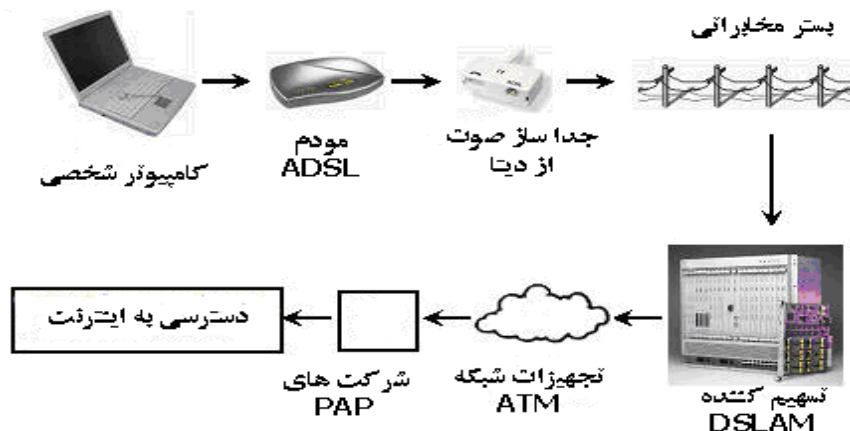 کامپیوتر شخصی
مودم
ADSL
جدا ساز صوت
از دیتا
بستر مخابراتی
تسهیم کننده
DSLAM
تجهیزات شبکه
ATM
شرکت های
PAP
دسترسی به اینترنت